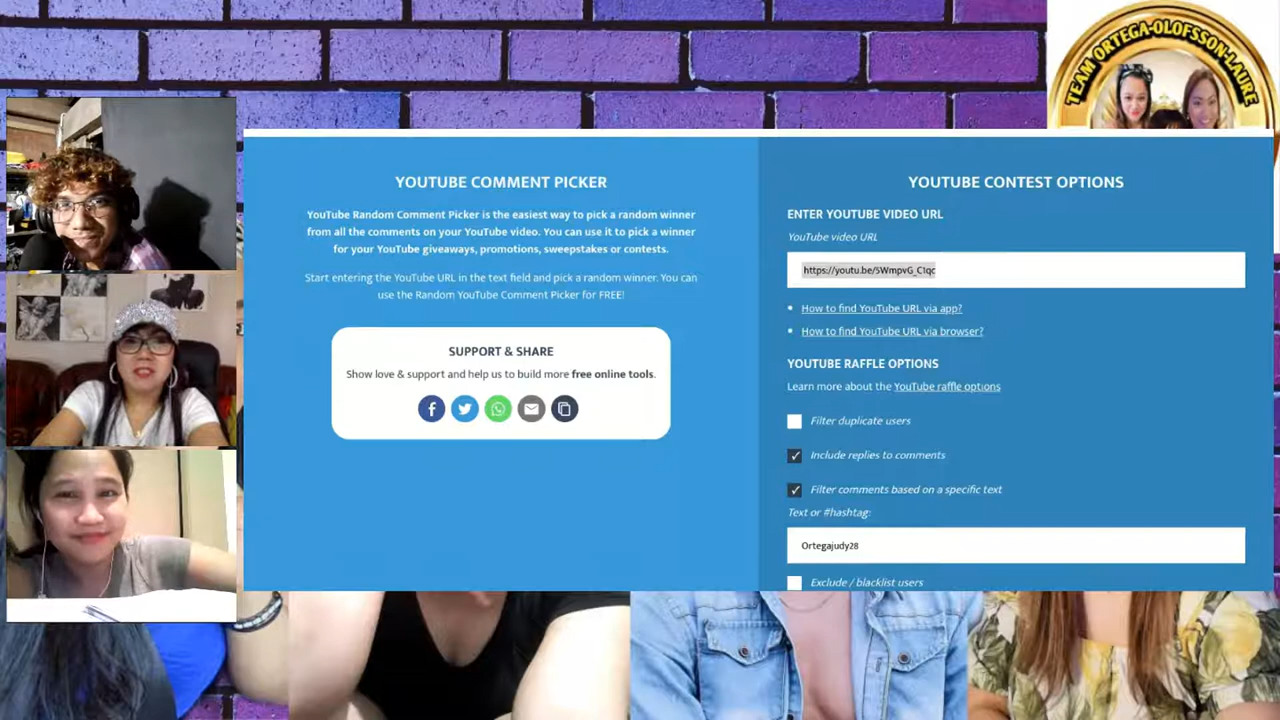 TEAM ORTEGA-OLOFSSON-LAURE
YOUTUBE COMMENT PICKER
YouTube Random Comment Picker is the easiest way to pick a random winner
from all the comments on your YouTube video. You can use it to pick a winner
for your YouTube giveaways, promotions, sweepstakes or contests.
Start entering the YouTube URL in the text field and pick a random winner. You can
use the Random YouTube Comment Picker for FREE!
SUPPORT & SHARE
Show love & support and help us to build more free online tools.
YOUTUBE CONTEST OPTIONS
ENTER YOUTUBE VIDEO URL
YouTube video URL
https://youtu.be/5WmpvG_C1qc
How to find YouTube URL via app?
How to find YouTube URL via browser?
YOUTUBE RAFFLE OPTIONS
Learn more about the YouTube raffle options
Filter duplicate users
Include replies to comments
Filter comments based on a specific text
Text or #hashtag:
Ortegajudy28
Exclude / blacklist users